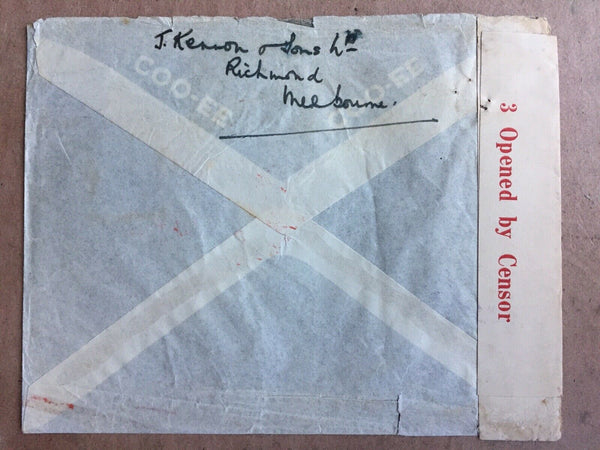 J. Kennon & Sons Ltd
Richmond
Melbourne.
COO-EE
COO-EE
3 Opened by Censor